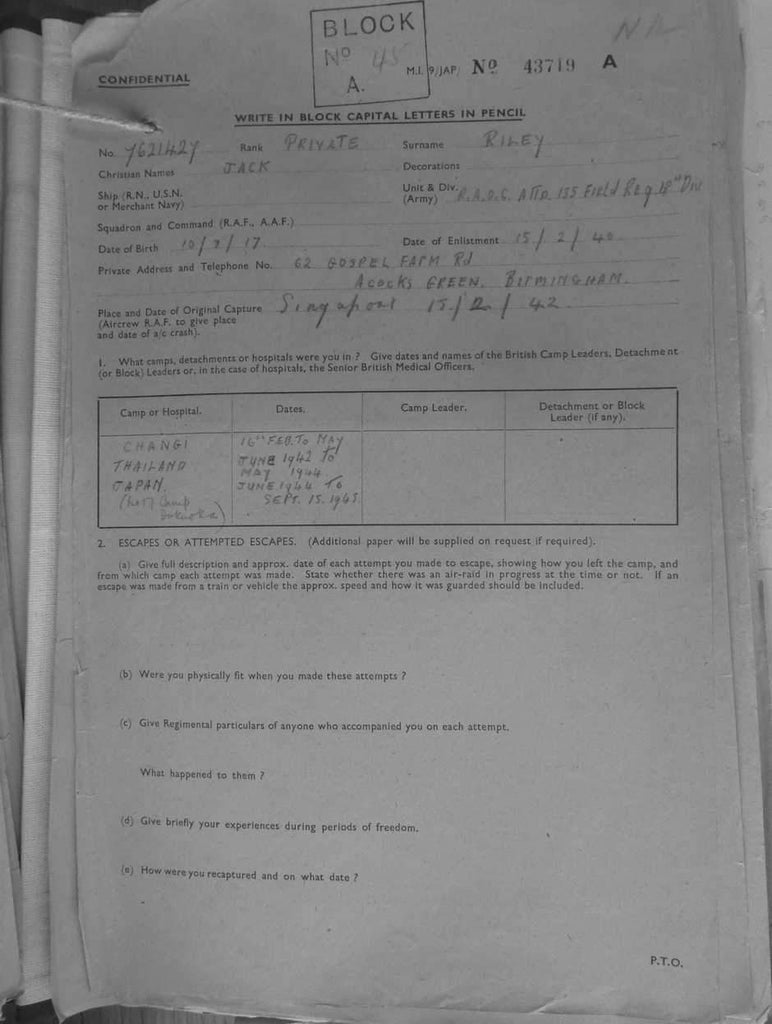 BLOCK
No 45
A.
CONFIDENTIAL
M.I. 9/JAP/ No 43719 A
WRITE IN BLOCK CAPITAL LETTERS IN PENCIL
No. 7621427 Rank PRIVATE Surname RILEY
Christian Names JACK Decorations
Ship (R.N., U.S.N. or Merchant Navy)
Unit & Div. (Army) R.A.O.C. ATTD 155 Field Reg. 18th Div
Squadron and Command (R.A.F., A.A.F.)
Date of Birth Date of Enlistment 15/2/40
Private Address and Telephone No. 62 GOSPEL FARM Rd
ACOCKS GREEN. BIRMINGHAM.
Place and Date of Original Capture Singapore 15/2/42
(Aircrew R.A.F. to give place
and date of a/c crash).
1. What camps, detachments or hospitals were you in ? Give dates and names of the British Camp Leaders, Detachment
(or Block) Leaders or, in the case of hospitals, the Senior British Medical Officers.
Camp or Hospital. Dates. Camp Leader. Detachment or Block Leader (if any).
CHANGI 16th FEB. To MAY
THAILAND JUNE 1942 To MAY 1944
JAPAN. JUNE 1944 To SEPT. 15. 1945.
Camp
2. ESCAPES OR ATTEMPTED ESCAPES. (Additional paper will be supplied on request if required).
(a) Give full description and approx. date of each attempt you made to escape, showing how you left the camp, and
from which camp each attempt was made. State whether there was an air-raid in progress at the time or not. If an
escape was made from a train or vehicle the approx. speed and how it was guarded should be included.
(b) Were you physically fit when you made these attempts ?
(c) Give Regimental particulars of anyone who accompanied you on each attempt.
What happened to them ?
(d) Give briefly your experiences during periods of freedom.
(e) How were you recaptured and on what date ?
P.T.O.